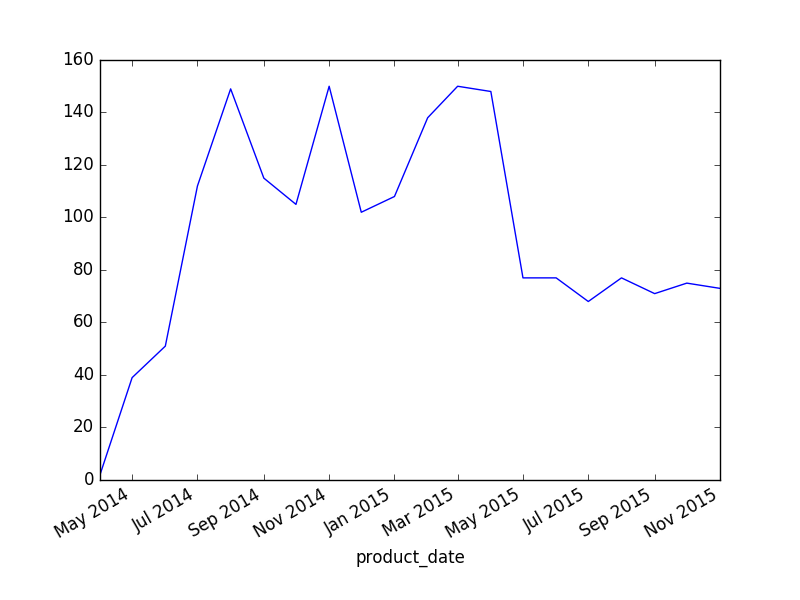 160
140
120
100
80
60
40
20
0
May 2014
Jul 2014
Sep 2014
Nov 2014
Jan 2015
Mar 2015
May 2015
Jul 2015
Sep 2015
Nov 2015
product_date